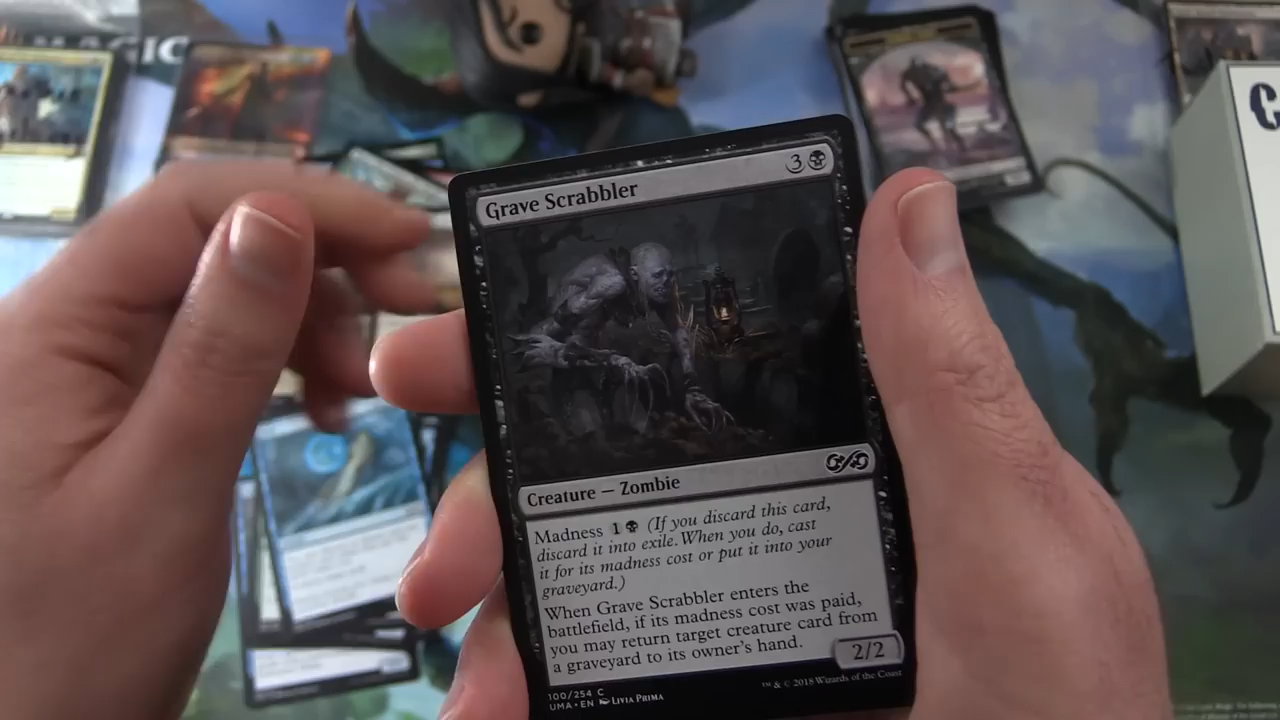 MAGIC
C
Grave Scrabbler 3
Creature — Zombie
Madness 1 (If you discard this card,
discard it into exile. When you do, cast
it for its madness cost or put it into your
graveyard.)
When Grave Scrabbler enters the
battlefield, if its madness cost was paid,
you may return target creature card from
a graveyard to its owner's hand.
2/2
100/254 C
UMA • EN LIVIA PRIMA
™ & © 2018 Wizards of the Coast